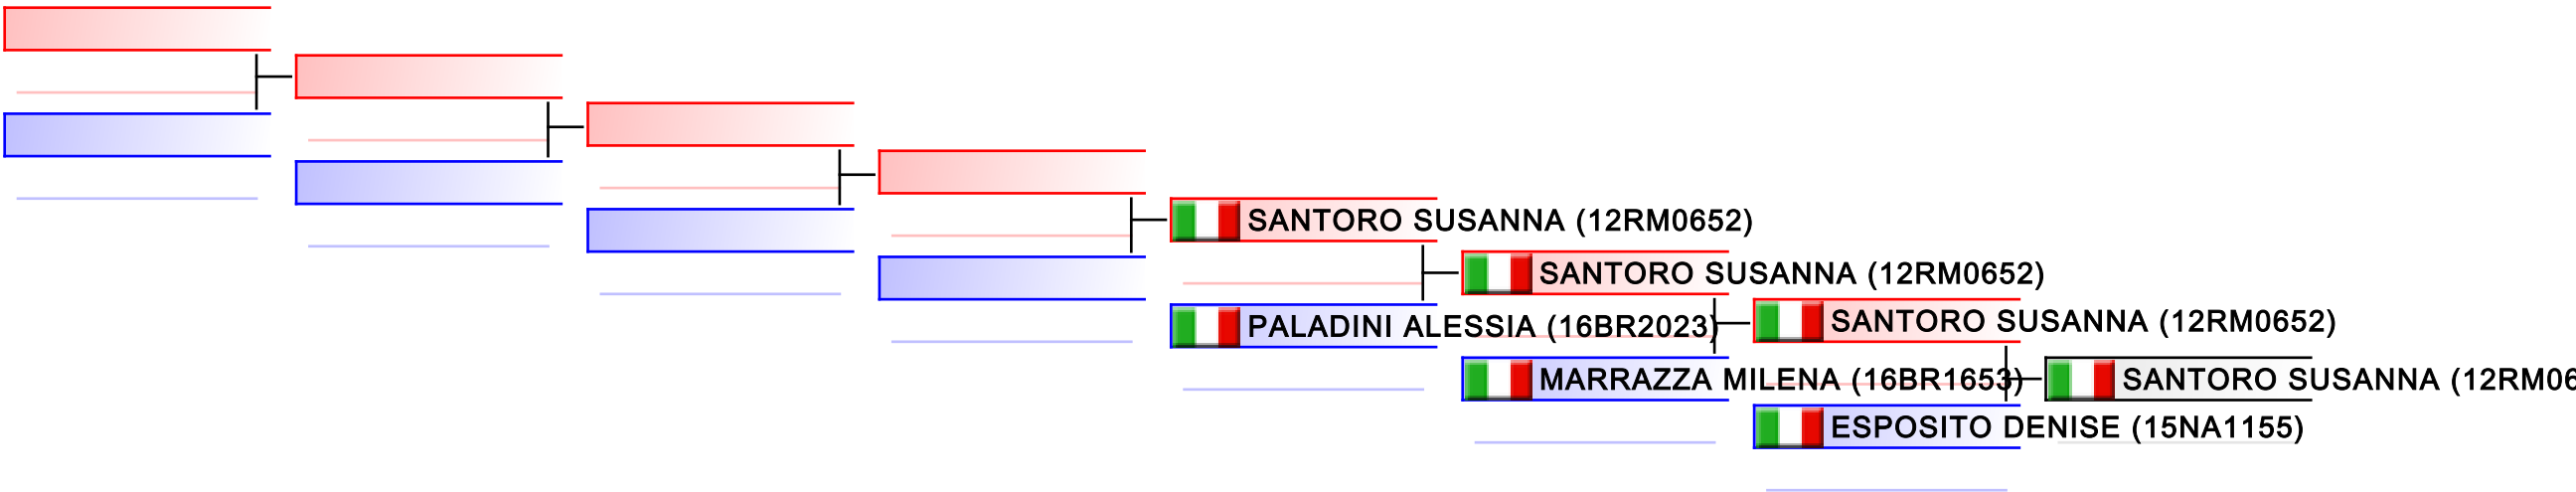 SANTORO SUSANNA (12RM0652)
SANTORO SUSANNA (12RM0652)
PALADINI ALESSIA (16BR2023)
SANTORO SUSANNA (12RM0652)
MARRAZZA MILENA (16BR1653)
SANTORO SUSANNA (12RM06
ESPOSITO DENISE (15NA1155)